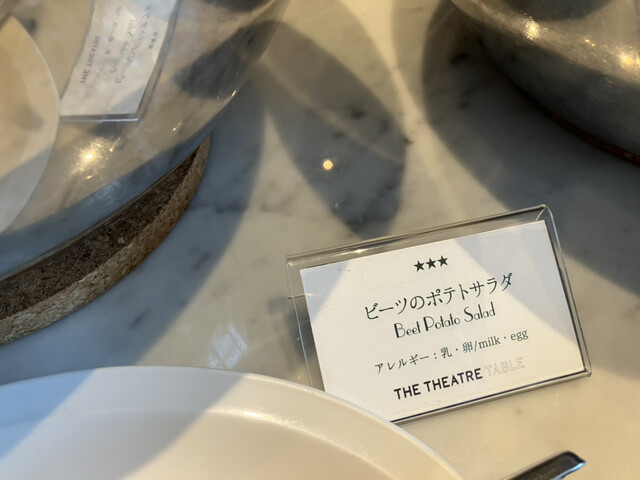 ★★★
ビーツのポテトサラダ
Beet Potato Salad
アレルギー：乳・卵/milk・egg
THE THEATRE TABLE